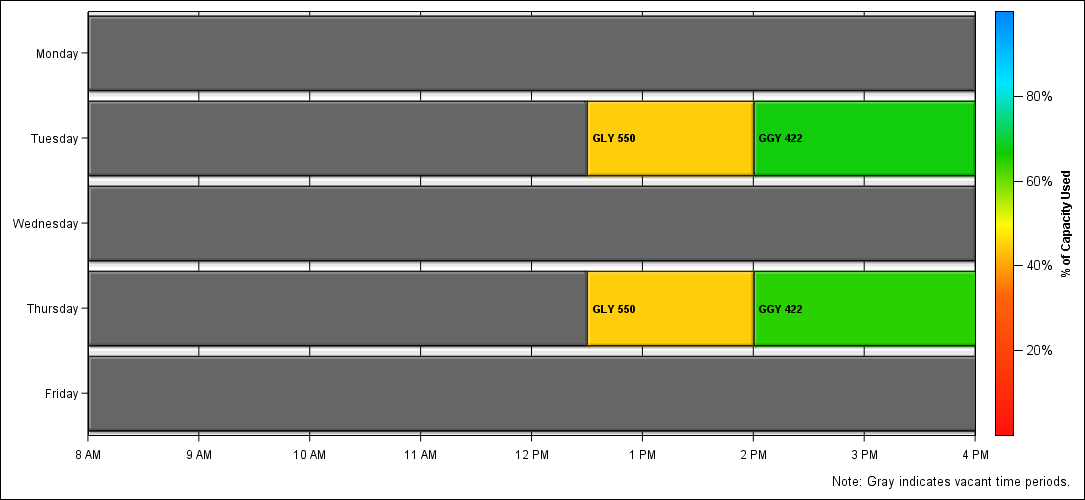 Monday
Tuesday
GLY 550
GGY 422
80%
60%
Wednesday
40%
Thursday
GLY 550
GGY 422
20%
Friday
% of Capacity Used
8 AM 9 AM 10 AM 11 AM 12 PM 1 PM 2 PM 3 PM 4 PM
Note: Gray indicates vacant time periods.